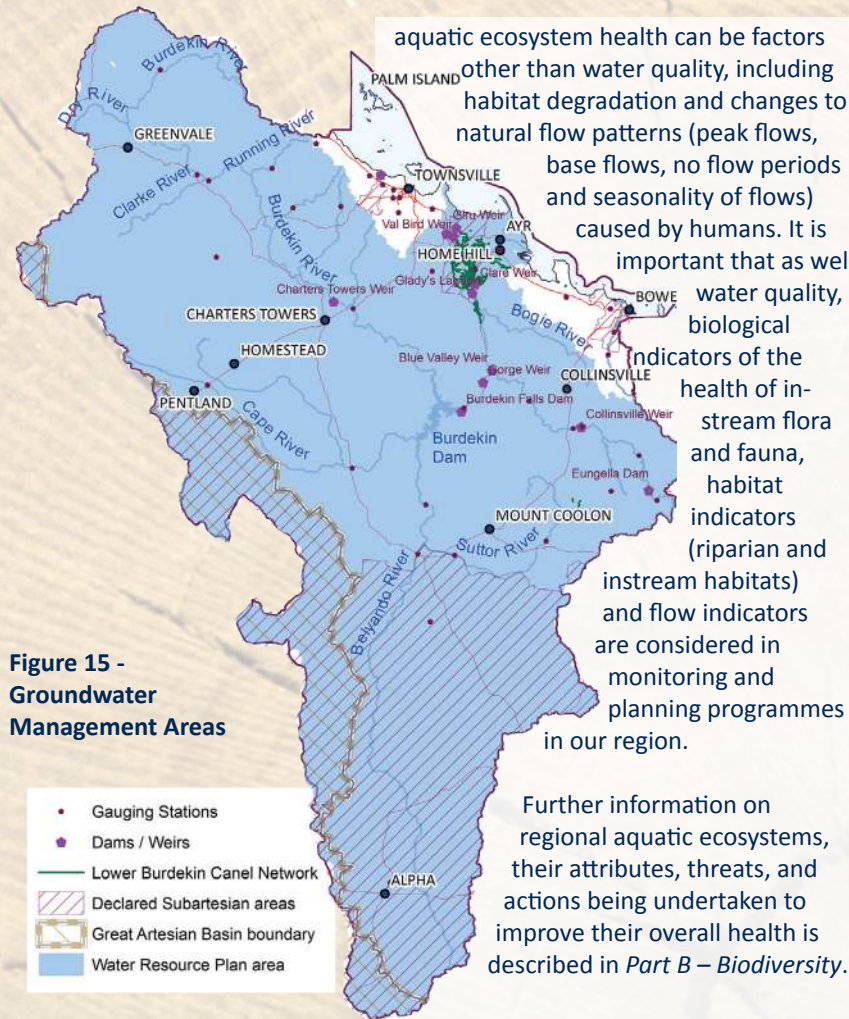 aquatic ecosystem health can be factors
other than water quality, including
habitat degradation and changes to
natural flow patterns (peak flows,
base flows, no flow periods
and seasonality of flows)
caused by humans. It is
important that as wel
water quality,
biological
ndicators of the
health of in-
stream flora
and fauna,
habitat
indicators
(riparian and
instream habitats)
and flow indicators
are considered in
monitoring and
planning programmes
in our region.
Further information on
regional aquatic ecosystems,
their attributes, threats, and
actions being undertaken to
improve their overall health is
described in Part B – Biodiversity.
Burdekin River
Dry River
GREENVALE
Clarke River
Running River
PALM ISLAND
TOWNSVILLE
Burdekin River
Val Bird Weir
Giru Weir
AYR
HOME HILL
Glady's
Clare Weir
Charters Towers Weir
CHARTERS TOWERS
Bogie River
BOWE
HOMESTEAD
Blue Valley Weir
Gorge Weir
COLLINSVILLE
PENTLAND
Burdekin Falls Dam
Cape River
Collinsville Weir
Burdekin
Dam
Eungella Dam
MOUNT COOLON
Suttor River
Belyando River
ALPHA
Figure 15 -
Groundwater
Management Areas
Gauging Stations
Dams / Weirs
Lower Burdekin Canel Network
Declared Subartesian areas
Great Artesian Basin boundary
Water Resource Plan area